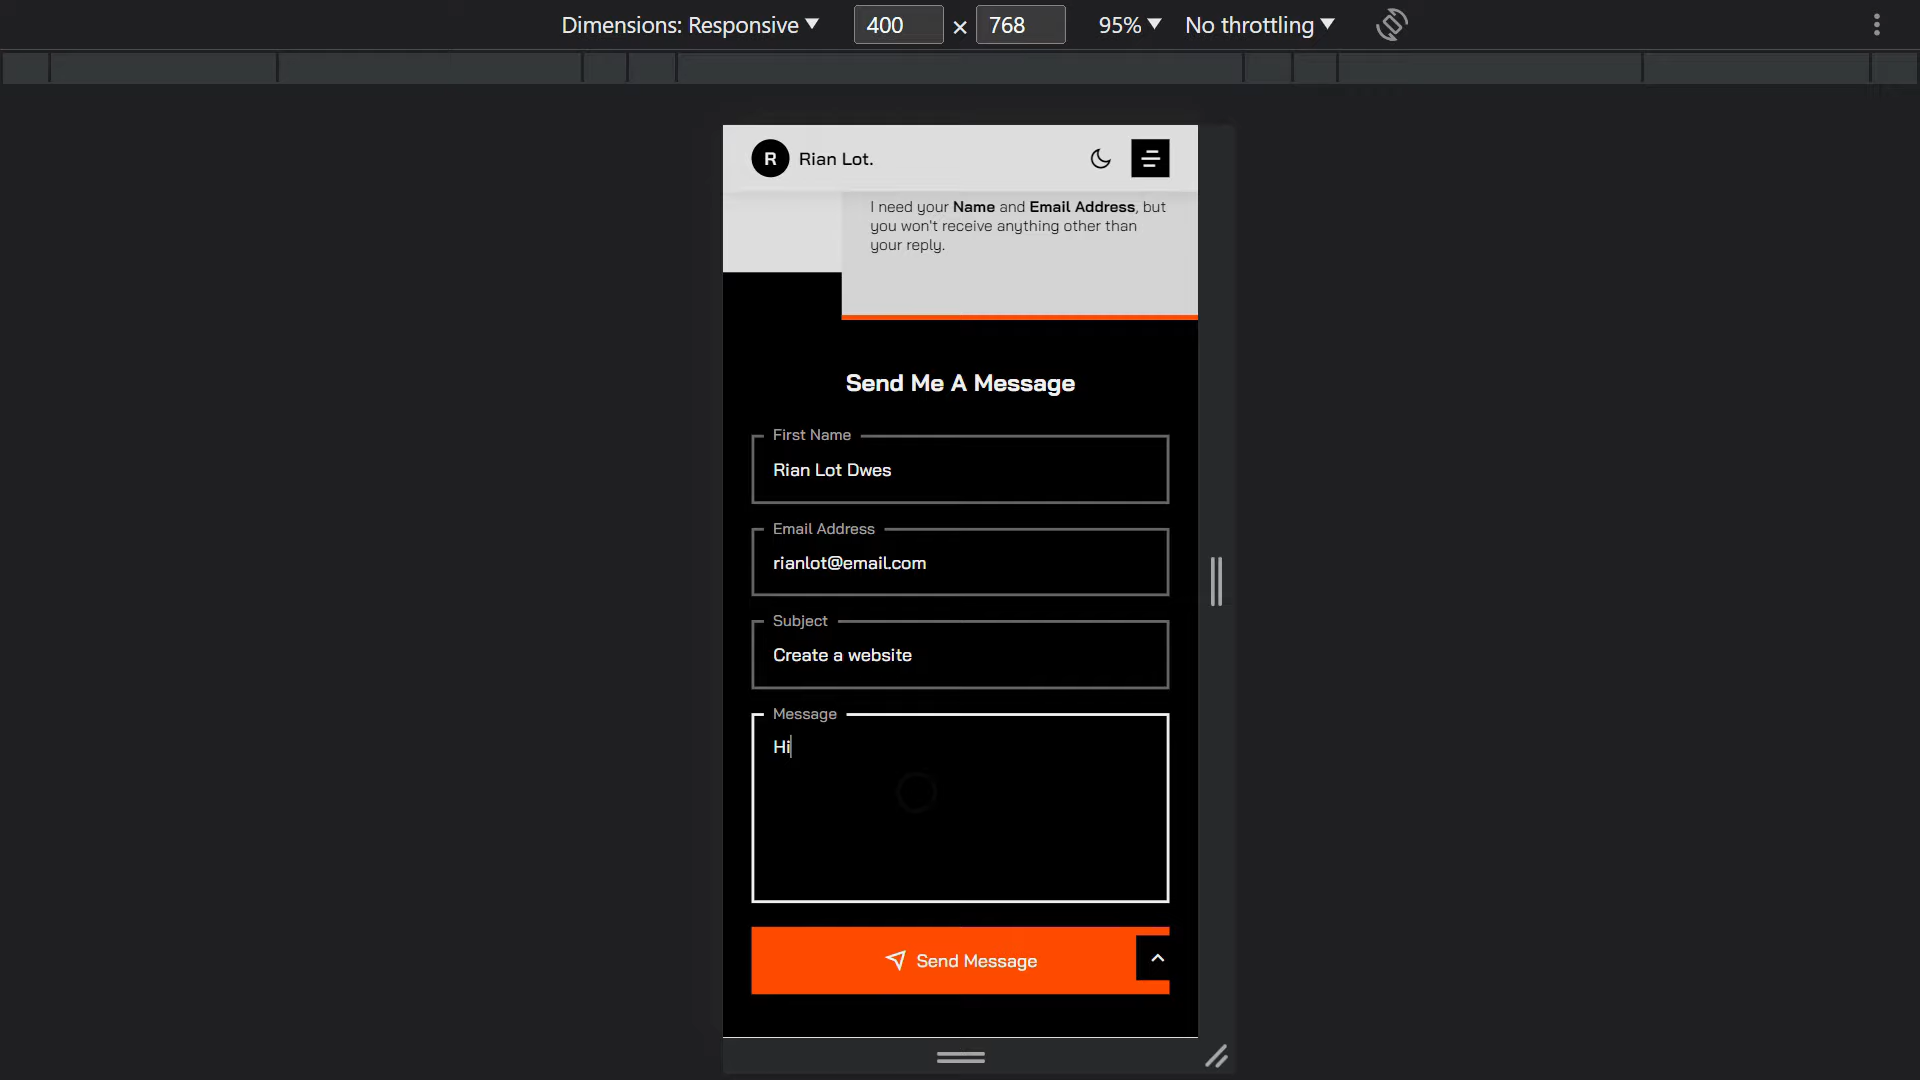 Dimensions: Responsive 400 × 768 95% No throttling
R Rian Lot.
I need your Name and Email Address, but
you won't receive anything other than
your reply.
Send Me A Message
First Name
Rian Lot Dwes
Email Address
rianlot@email.com
Subject
Create a website
Message
Hi
Send Message